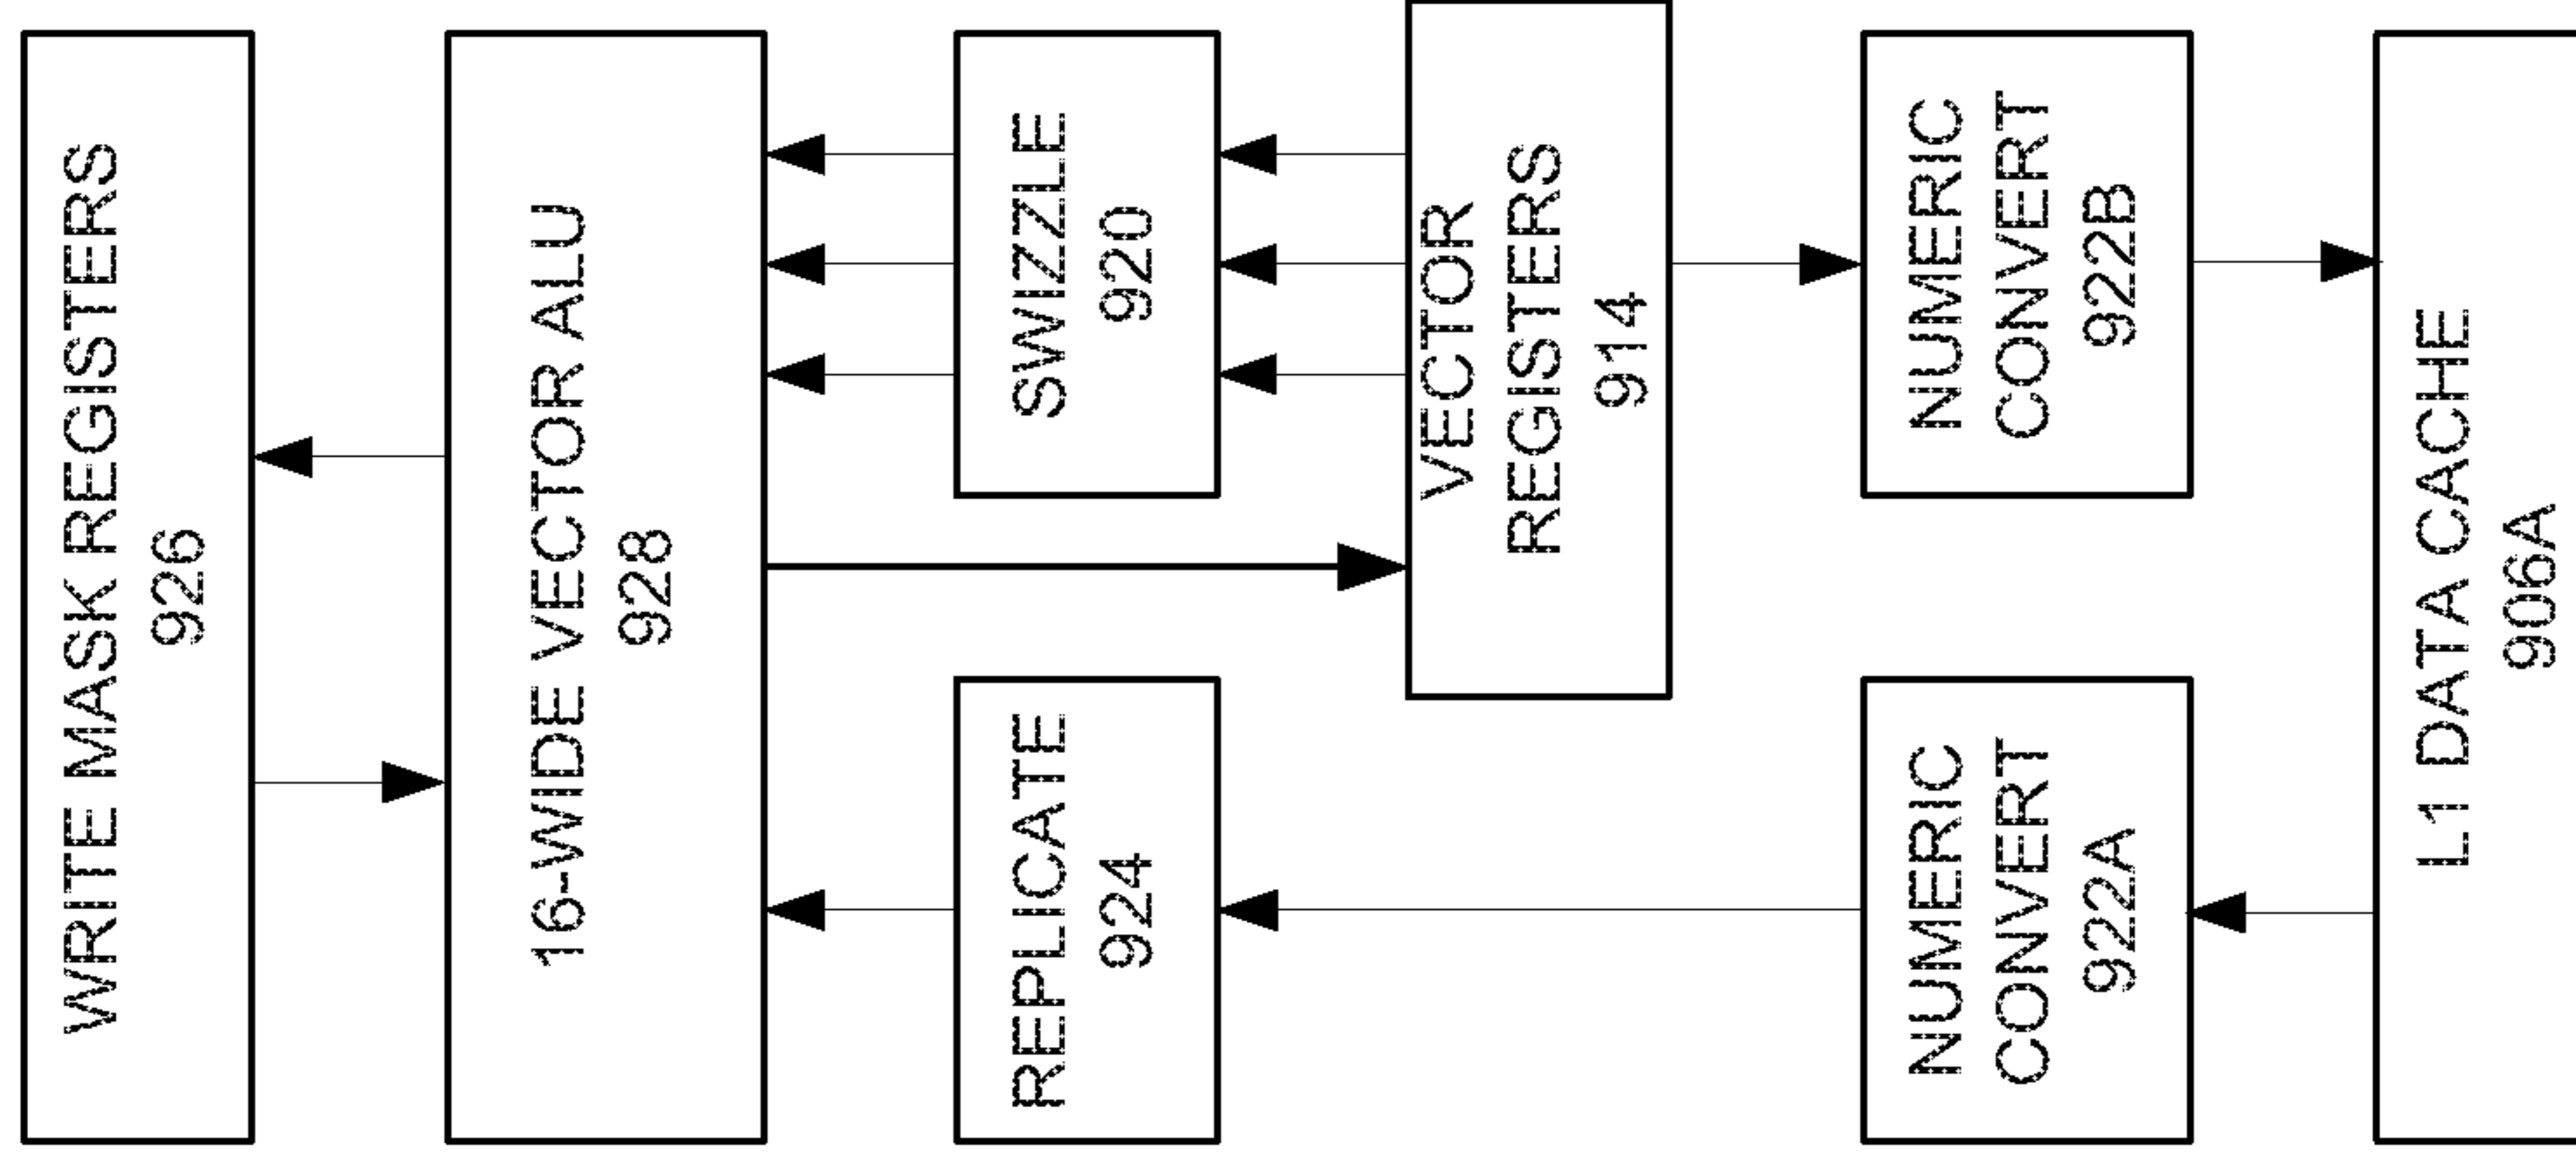 WRITE MASK REGISTERS
926
16-WIDE VECTOR ALU
928
REPLICATE
924
SWIZZLE
920
VECTOR
REGISTERS
914
NUMERIC
CONVERT
922A
NUMERIC
CONVERT
922B
L1 DATA CACHE
906A